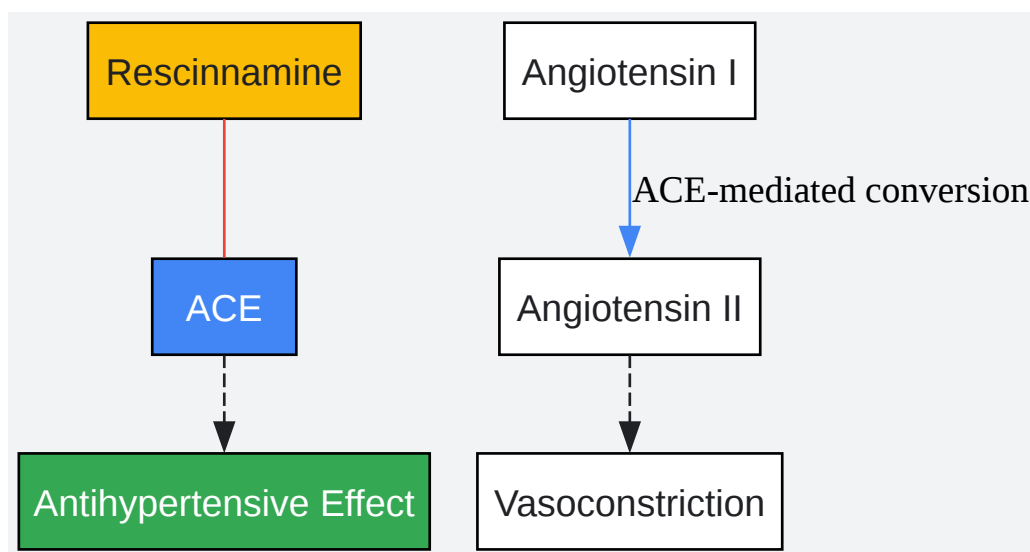 Rescinnamine
Angiotensin I
ACE-mediated conversion
ACE
Angiotensin II
Antihypertensive Effect
Vasoconstriction